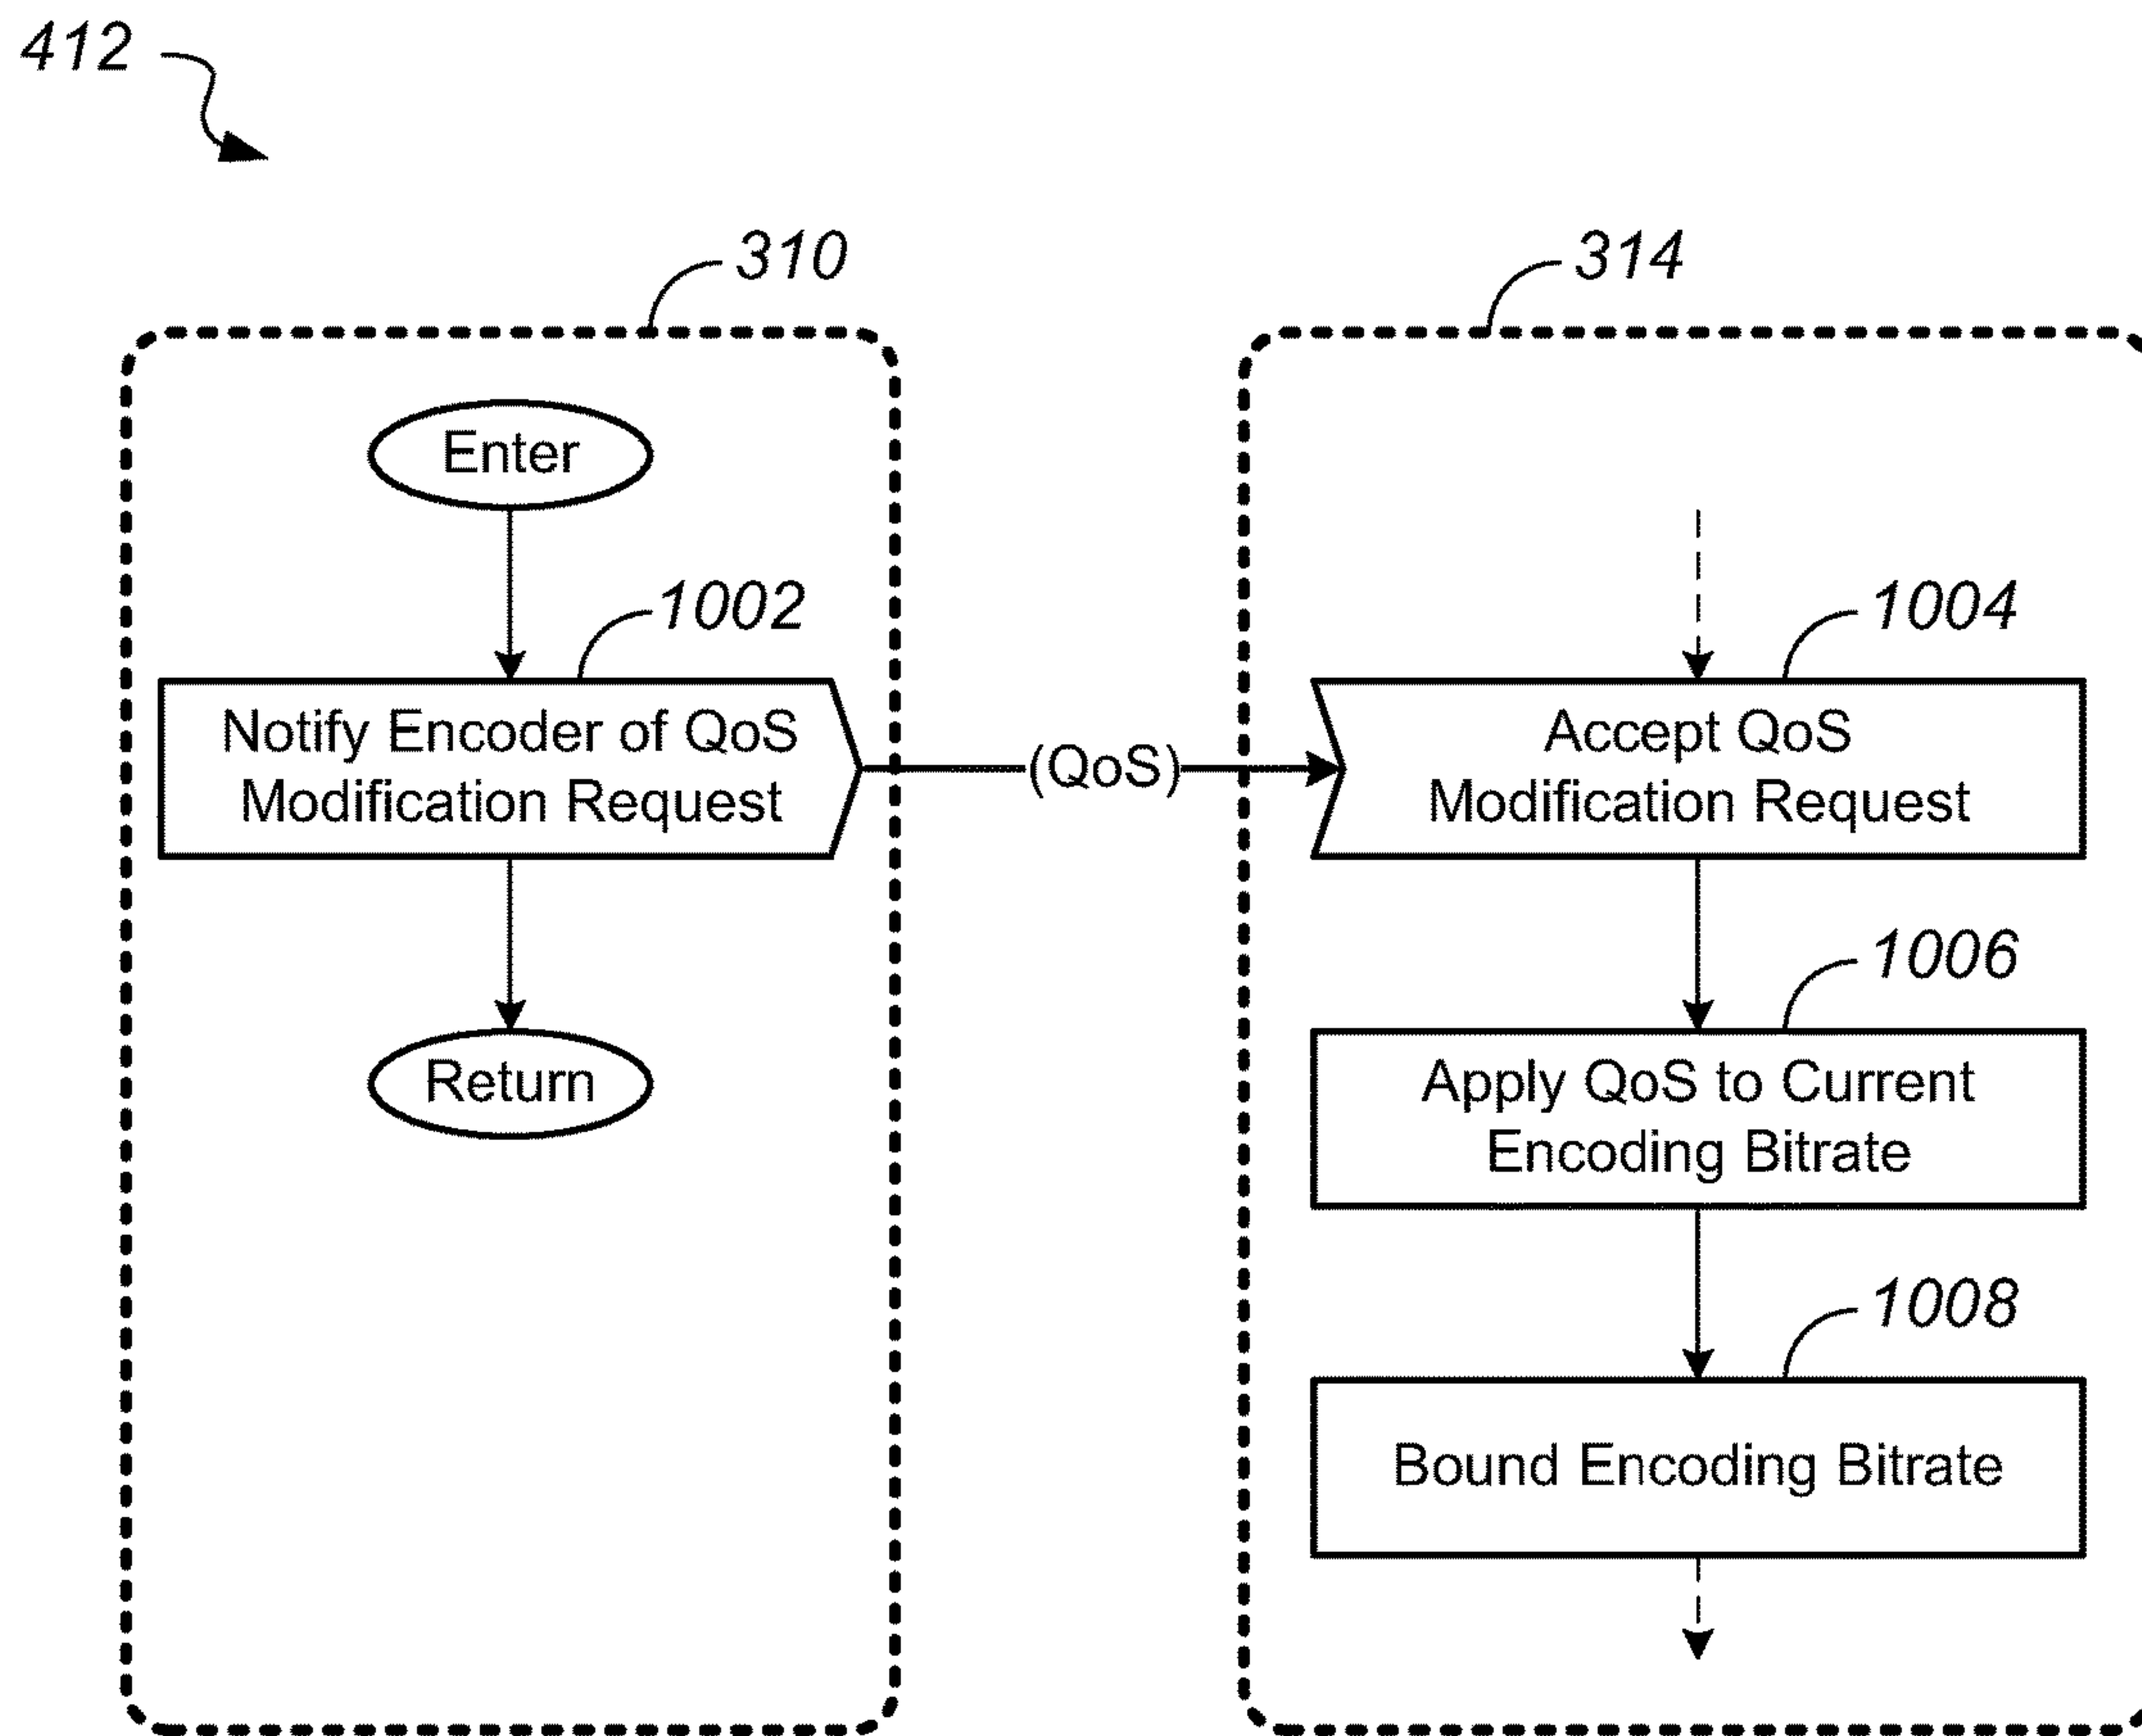 412
310
314
Enter
1002
1004
Notify Encoder of QoS
Modification Request
(QoS)
Accept QoS
Modification Request
1006
Return
Apply QoS to Current
Encoding Bitrate
1008
Bound Encoding Bitrate